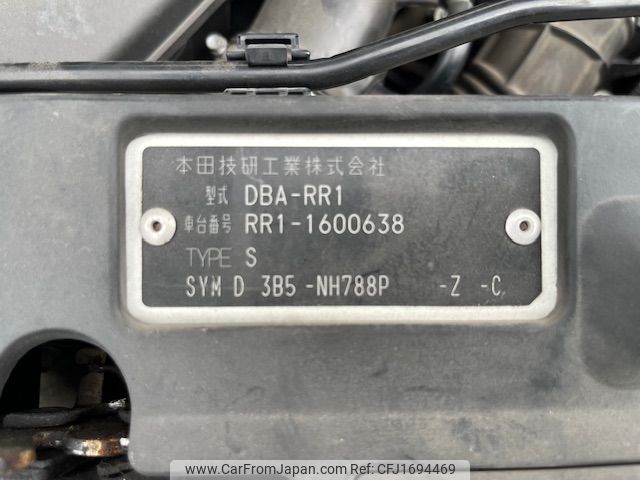 本田技研工業株式会社
型式 DBA-RR1
車台番号 RR1-1600638
TYPE S
SYM D 3B5 -NH788P -Z -C
www.CarFromJapan.com - CFJ1694469